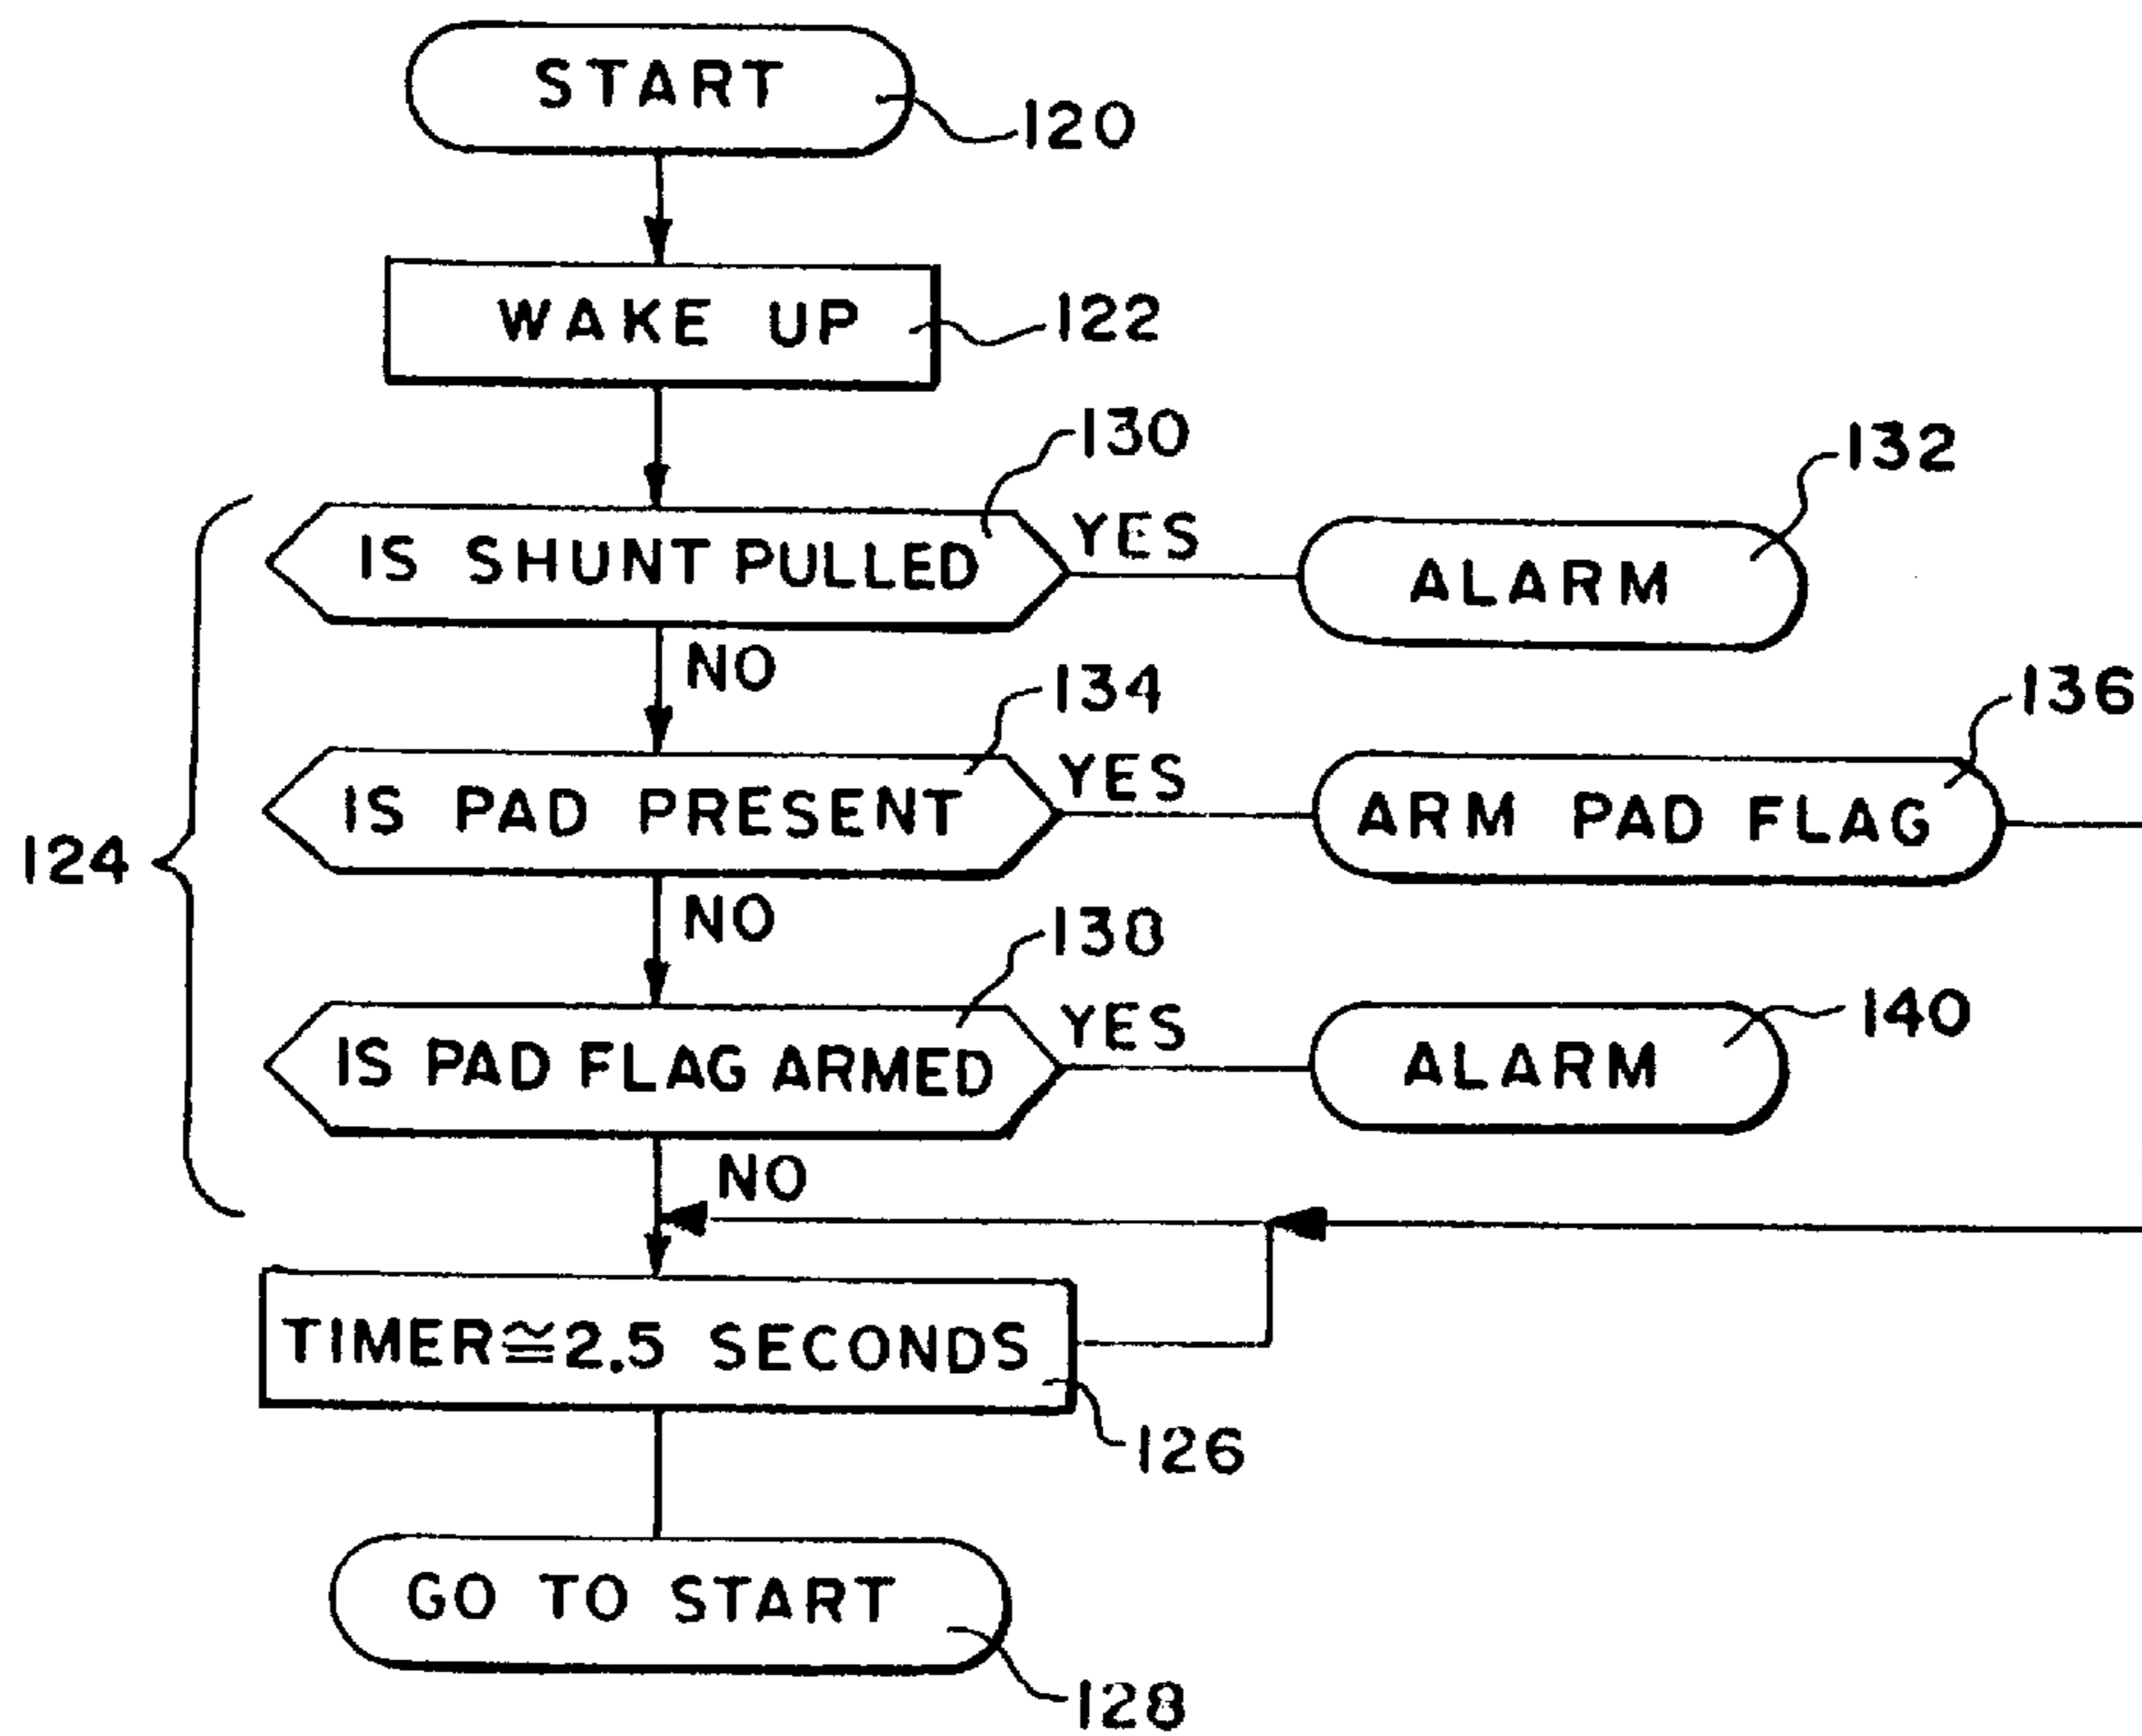 START
120
WAKE UP
122
130
132
IS SHUNT PULLED
YES
ALARM
NO
134
136
IS PAD PRESENT
YES
ARM PAD FLAG
124
NO
130
140
IS PAD FLAG ARMED
YES
ALARM
NO
TIMER≅2.5 SECONDS
126
GO TO START
128